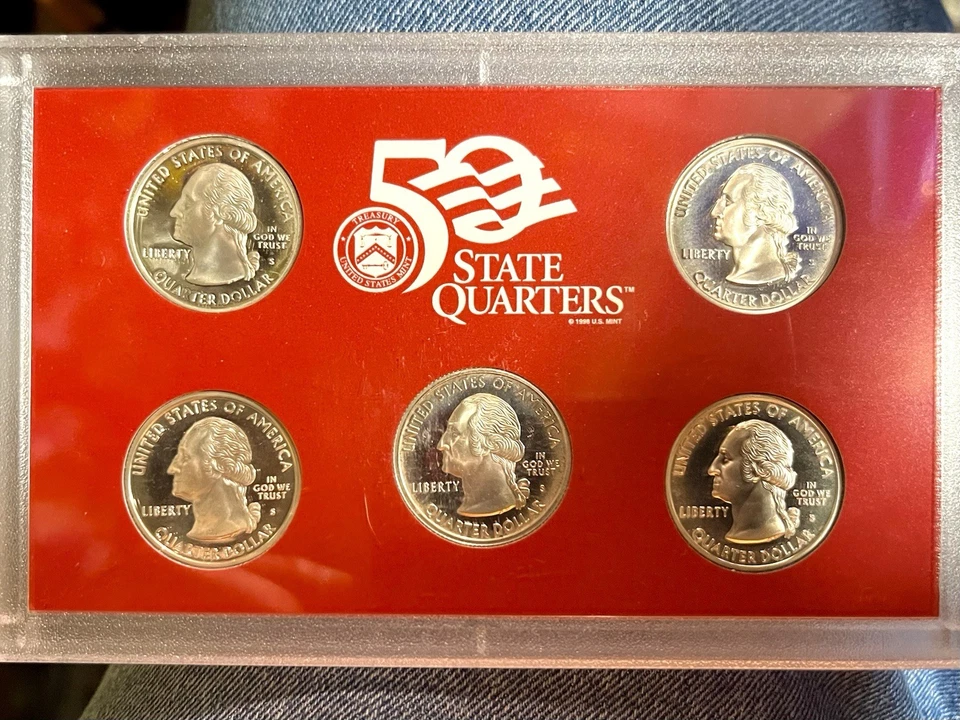 UNITED STATES OF AMERICA
LIBERTY
IN
GOD WE
TRUST
S
QUARTER DOLLAR
50
TREASURY
UNITED STATES MINT
STATE
QUARTERS™
© 1998 U.S. MINT
UNITED STATES OF AMERICA
LIBERTY
IN
GOD WE
TRUST
QUARTER DOLLAR
UNITED STATES OF AMERICA
LIBERTY
IN
GOD WE
TRUST
S
QUARTER DOLLAR
UNITED STATES OF AMERICA
LIBERTY
IN
GOD WE
TRUST
S
QUARTER DOLLAR
UNITED STATES OF AMERICA
LIBERTY
IN
GOD WE
TRUST
S
QUARTER DOLLAR